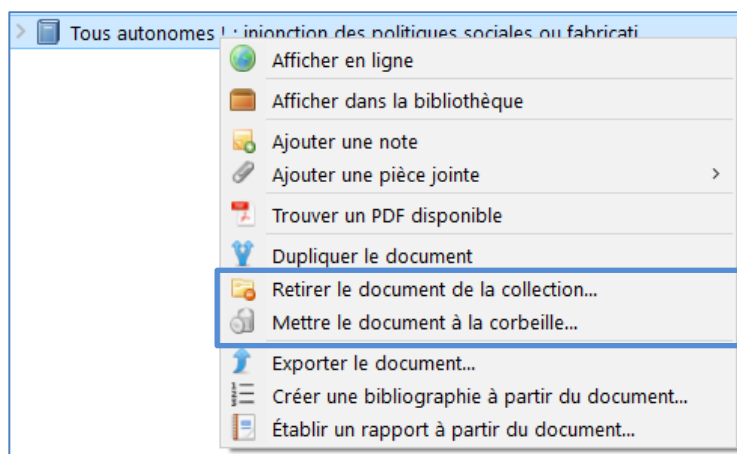 Tous autonomes ! : injonction des politiques sociales ou fabricati
Afficher en ligne
Afficher dans la bibliothèque
Ajouter une note
Ajouter une pièce jointe
Trouver un PDF disponible
Dupliquer le document
Retirer le document de la collection...
Mettre le document à la corbeille...
Exporter le document...
Créer une bibliographie à partir du document...
Établir un rapport à partir du document...